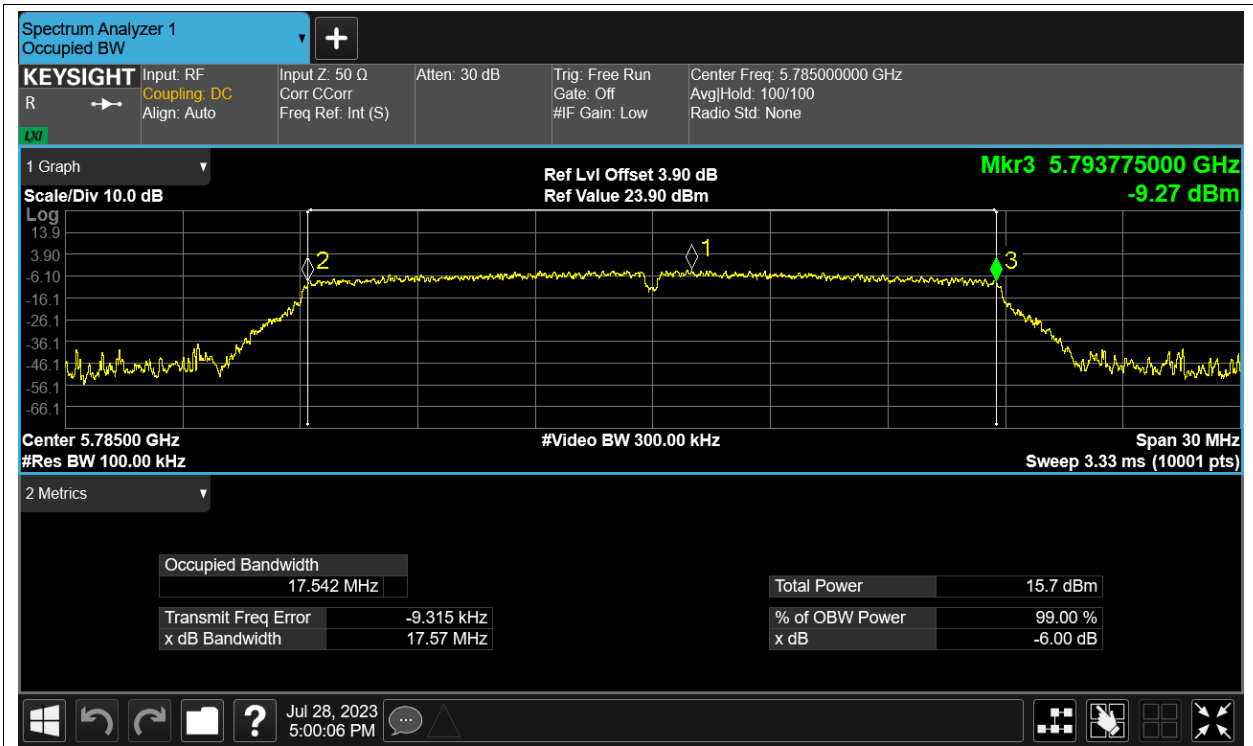 Spectrum Analyzer 1
Occupied BW
KEYSIGHT
R
LXI
Input: RF
Coupling: DC
Align: Auto
Input Z: 50 Ω
Corr CCorr
Freq Ref: Int (S)
Atten: 30 dB
Trig: Free Run
Gate: Off
#IF Gain: Low
Center Freq: 5.785000000 GHz
Avg|Hold: 100/100
Radio Std: None
1 Graph
Scale/Div 10.0 dB
Ref Lvl Offset 3.90 dB
Ref Value 23.90 dBm
Mkr3 5.793775000 GHz
-9.27 dBm
Log
13.9
3.90
-6.10
-16.1
-26.1
-36.1
-46.1
-56.1
-66.1
2
1
3
Center 5.78500 GHz
#Video BW 300.00 kHz
Span 30 MHz
#Res BW 100.00 kHz
Sweep 3.33 ms (10001 pts)
2 Metrics
Occupied Bandwidth
17.542 MHz
Total Power 15.7 dBm
Transmit Freq Error -9.315 kHz
% of OBW Power 99.00 %
x dB Bandwidth 17.57 MHz
x dB -6.00 dB
?
Jul 28, 2023
5:00:06 PM